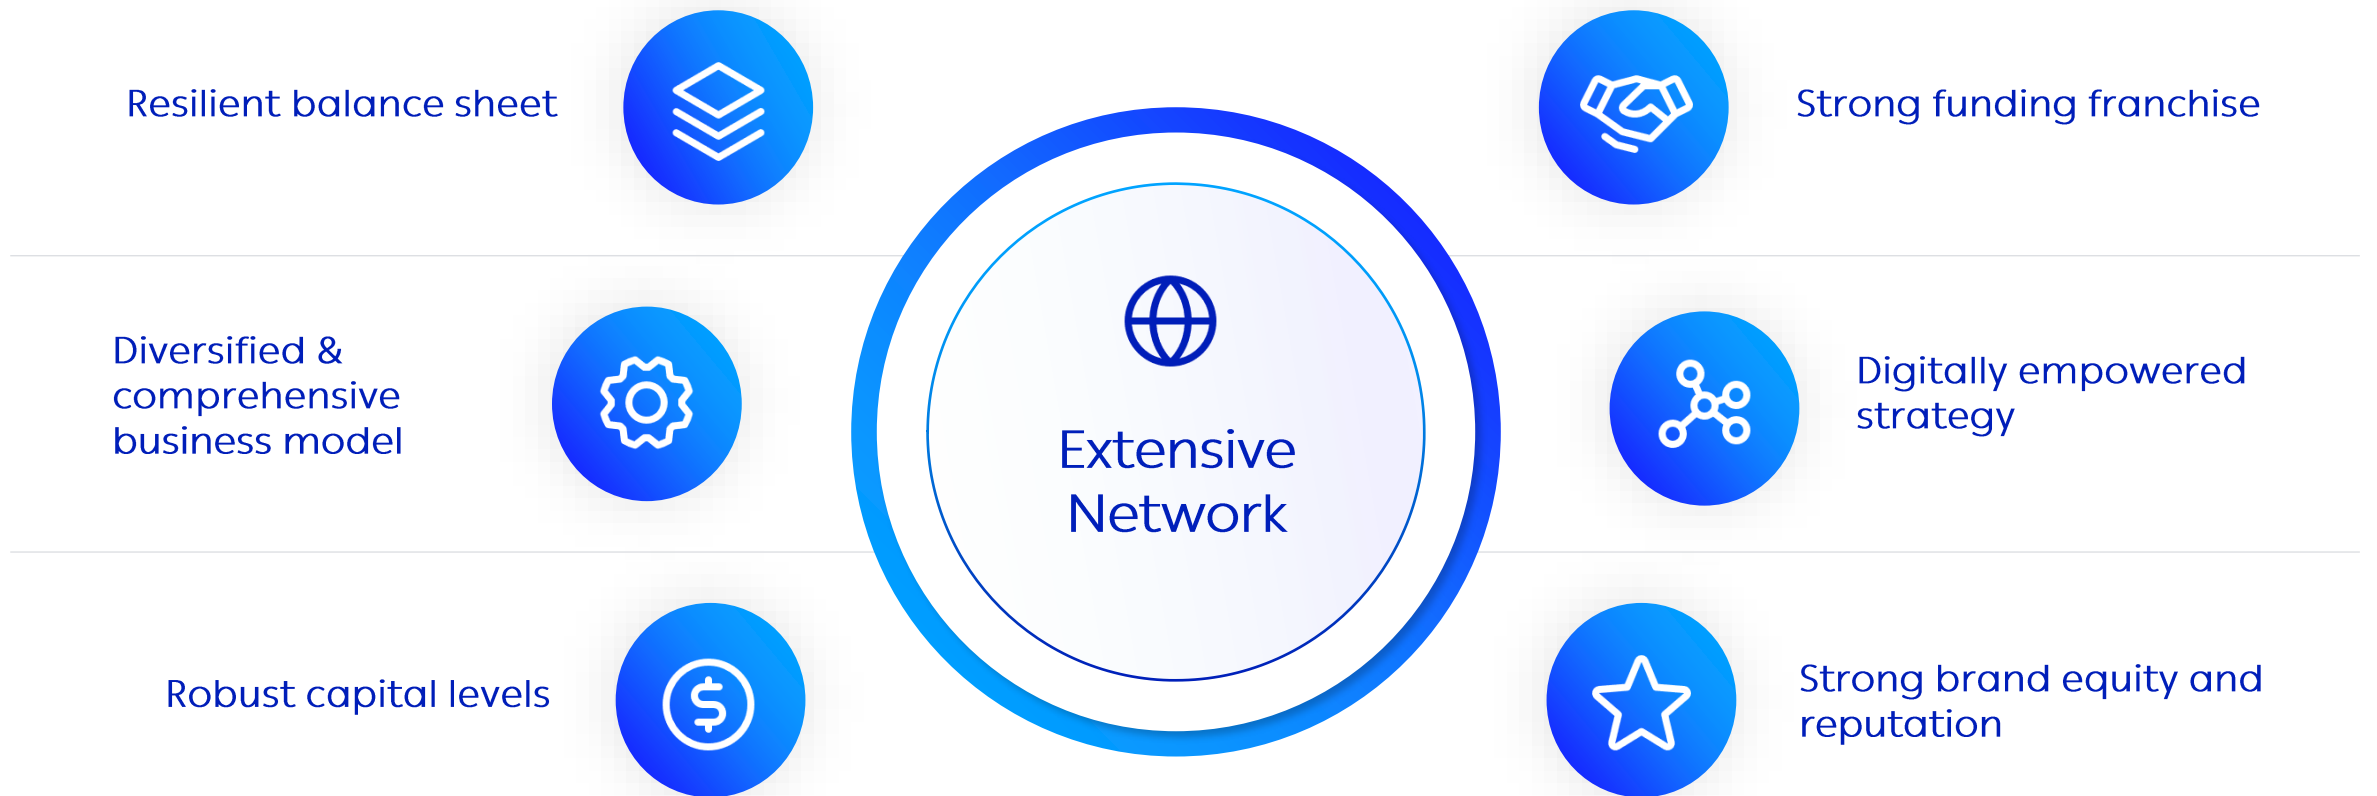 Resilient balance sheet
Strong funding franchise
Diversified &
comprehensive
business model
Extensive
Network
Digitally empowered
strategy
Robust capital levels
Strong brand equity and
reputation